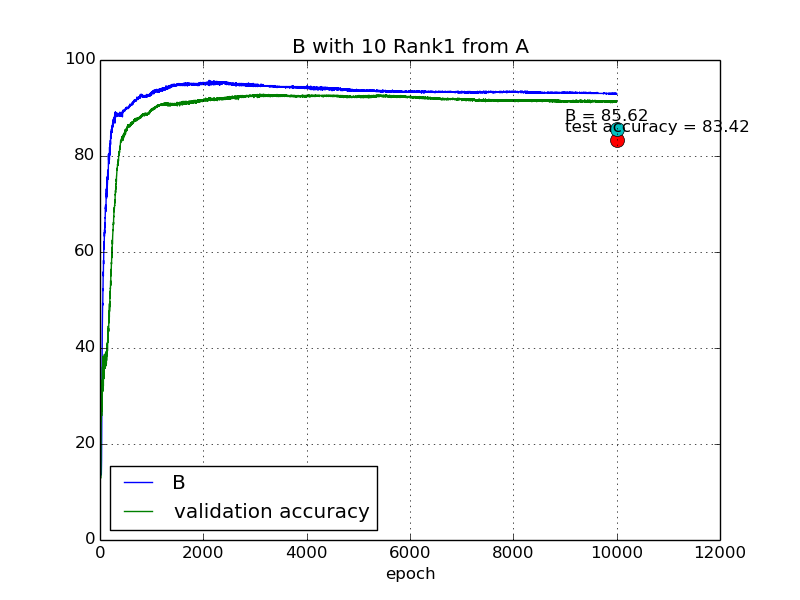 B with 10 Rank1 from A
100
80
60
40
20
0
B = 85.62
test accuracy = 83.42
B
validation accuracy
0 2000 4000 6000 8000 10000 12000
epoch